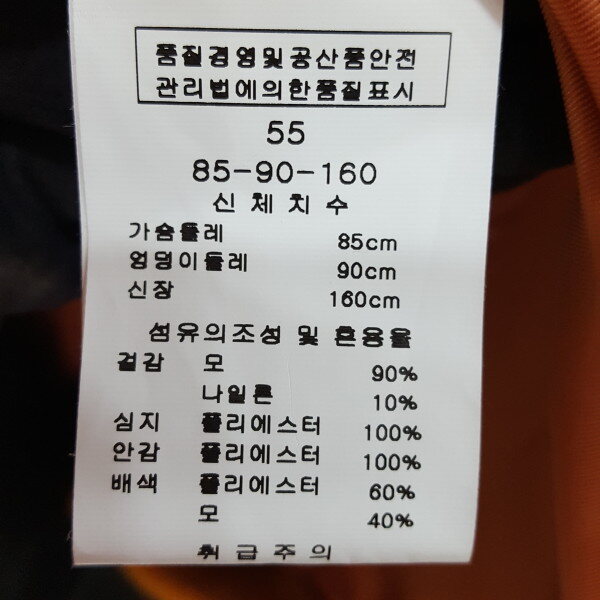 품질경영및공산품안전
관리법에의한품질표시
55
85-90-160
신체치수
가슴둘레 85cm
엉덩이둘레 90cm
신장 160cm
섬유의조성 및 혼용율
겉감 모 90%
나일론 10%
심지 폴리에스터 100%
안감 폴리에스터 100%
배색 폴리에스터 60%
모 40%
취급주의